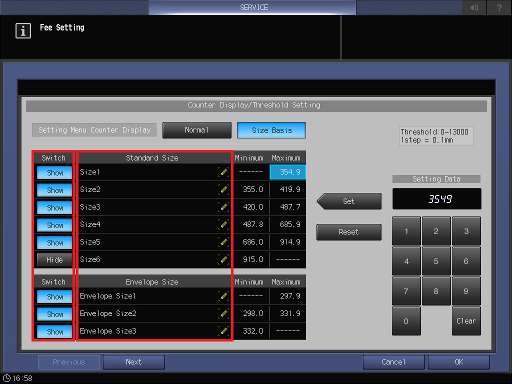 SERVICE
?
i Fee Setting
Counter Display/Threshold Setting
Setting Menu Counter Display Normal Size Basis
Threshold:0~13000
1step = 0.1mm
Switch Standard Size Minimum Maximum
Show Size1 ------ 354.9
Show Size2 355.0 419.9
Show Size3 420.0 487.7
Show Size4 487.8 685.9
Show Size5 686.0 914.9
Hide Size6 915.0 ------
Switch Envelope Size Minimum Maximum
Show Envelope Size1 ------ 297.9
Show Envelope Size2 298.0 331.9
Show Envelope Size3 332.0 ------
Set
Reset
Setting Data
3549
1 2 3
4 5 6
7 8 9
0 Clear
Previous Next Cancel OK
16:58